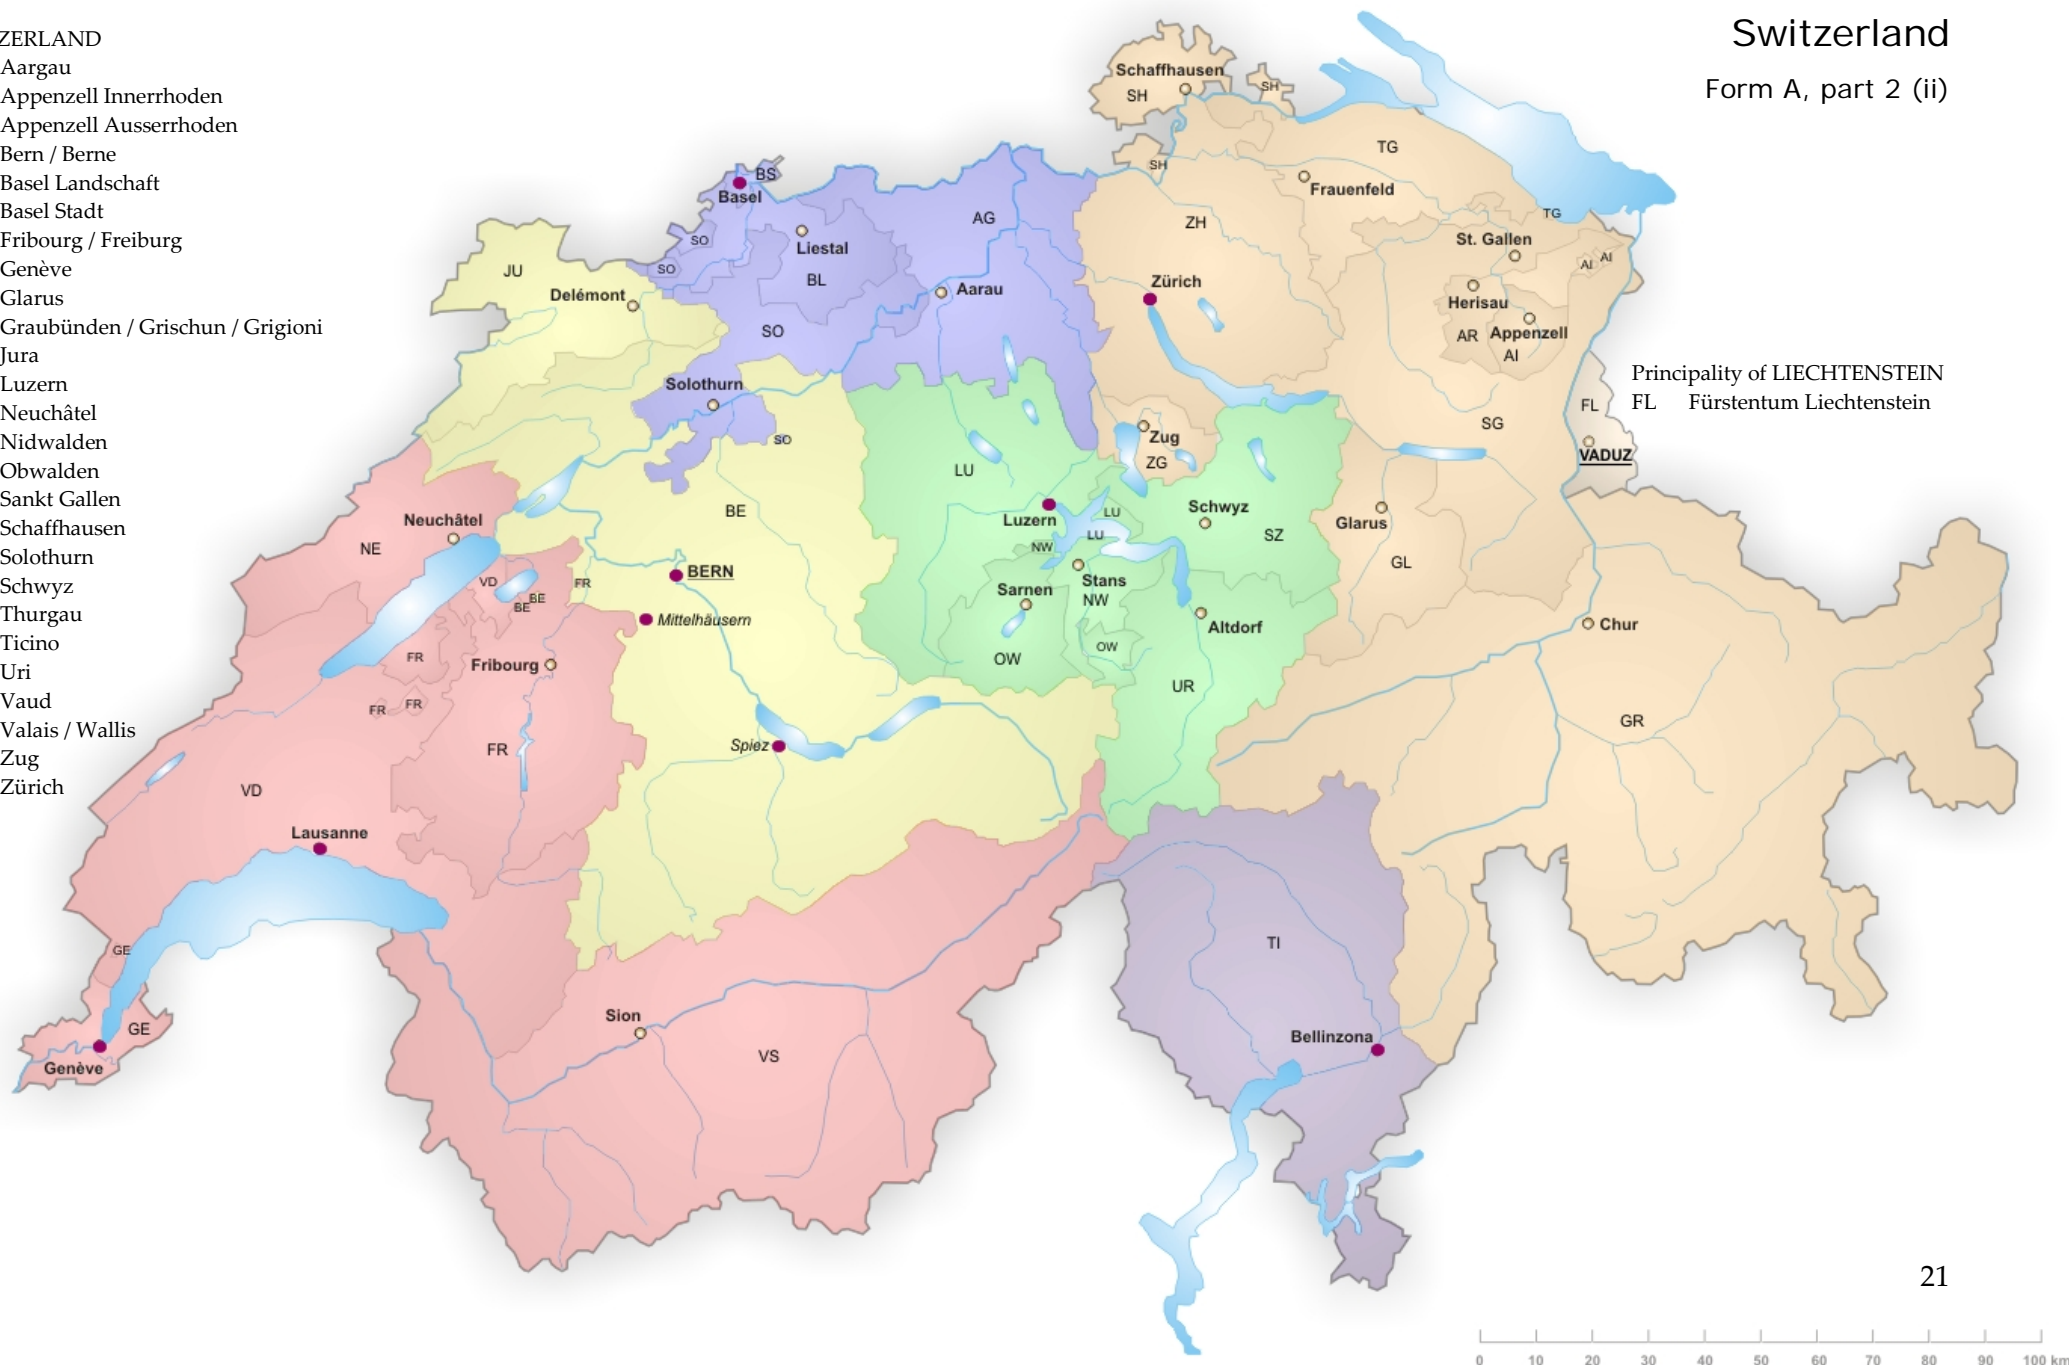 Switzerland
Form A, part 2 (ii)
ZERLAND
Aargau
Appenzell Innerrhoden
Appenzell Ausserrhoden
Bern / Berne
Basel Landschaft
Basel Stadt
Fribourg / Freiburg
Genève
Glarus
Graubünden / Grischun / Grigioni
Jura
Luzern
Neuchâtel
Nidwalden
Obwalden
Sankt Gallen
Schaffhausen
Solothurn
Schwyz
Thurgau
Ticino
Uri
Vaud
Valais / Wallis
Zug
Zürich
Schaffhausen
SH
SH
SH
TG
Frauenfeld
TG
BS
Basel
SO
SO
Liestal
BL
AG
Aarau
SO
ZH
Zürich
St. Gallen
AI
AI
Herisau
AR
Appenzell
AI
JU
Delémont
Solothurn
SO
Principality of LIECHTENSTEIN
FL Fürstentum Liechtenstein
FL
VADUZ
SG
Zug
ZG
LU
Luzern
LU
LU
NW
Schwyz
SZ
Glarus
GL
Neuchâtel
NE
BE
BERN
Mittelhäusern
VD
BE
BE
FR
Sarnen
Stans
NW
OW
OW
Altdorf
UR
Chur
GR
FR
Fribourg
FR
FR
FR
Spiez
VD
Lausanne
GE
GE
Genève
Sion
VS
TI
Bellinzona
21
0 10 20 30 40 50 60 70 80 90 100 km